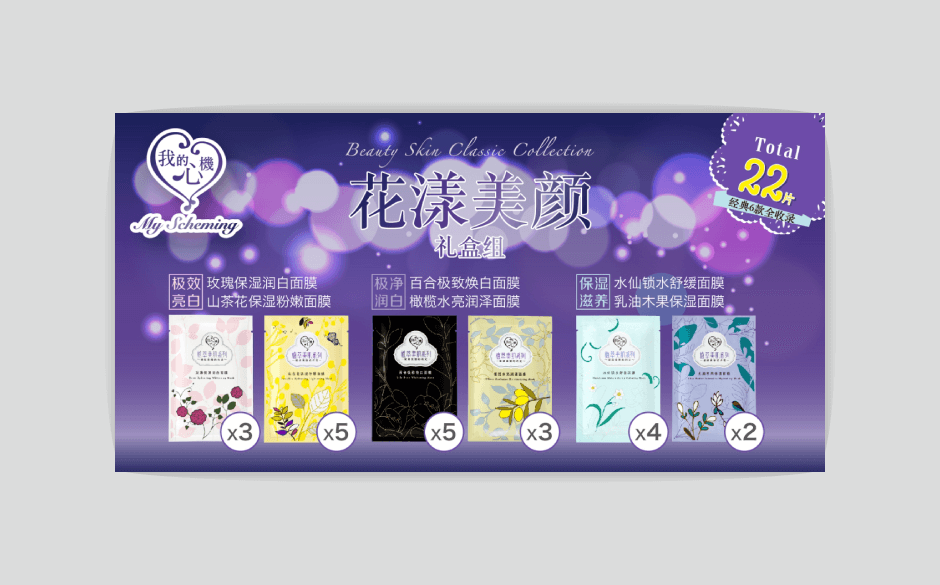 我的心機
My Scheming
Beauty Skin Classic Collection
花漾美颜
礼盒组
Total
22片
经典6款全收录
极效亮白
玫瑰保湿润白面膜
山茶花保湿粉嫩面膜
极净润白
百合极致焕白面膜
橄榄水亮润泽面膜
保湿滋养
水仙锁水舒缓面膜
乳油木果保湿面膜
x3
x5
x5
x3
x4
x2